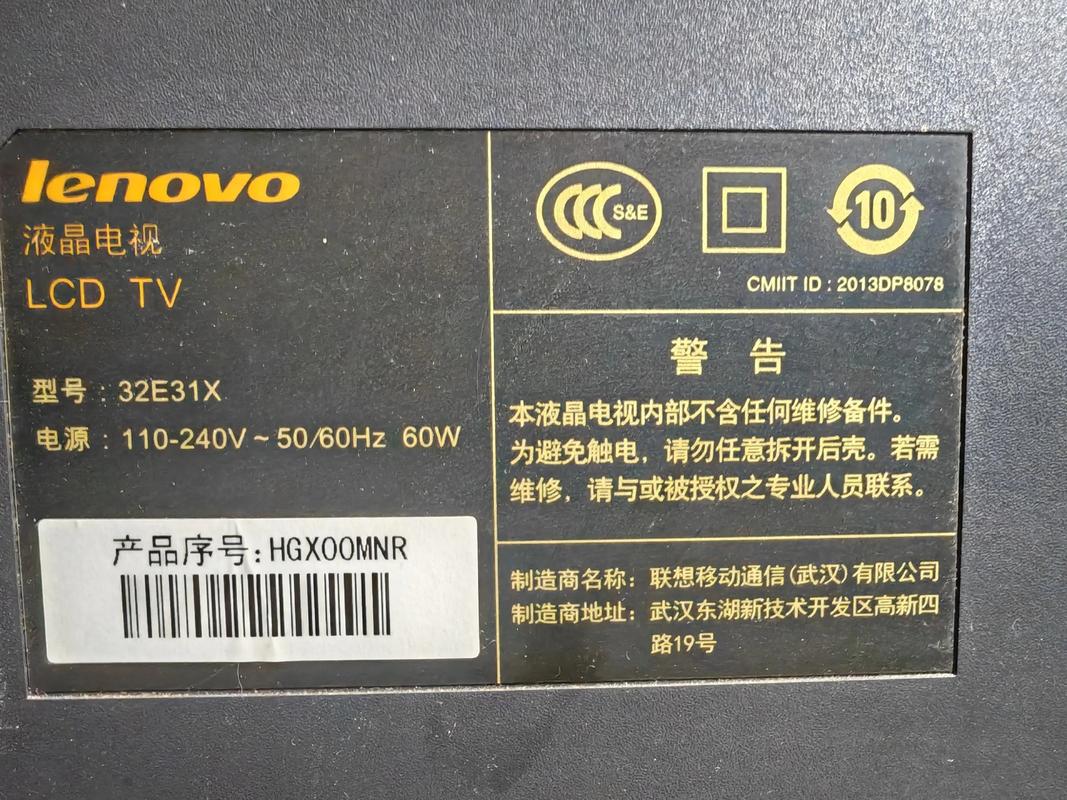 lenovo
液晶电视
LCD TV
型号：32E31X
电源：110-240V~50/60Hz 60W
产品序号:HGX00MNR
S&E
10
CMIIT ID : 2013DP8078
警 告
本液晶电视内部不含任何维修备件。
为避免触电，请勿任意拆开后壳。若需
维修，请与或被授权之专业人员联系。
制造商名称：联想移动通信(武汉)有限公司
制造商地址：武汉东湖新技术开发区高新四
路19号